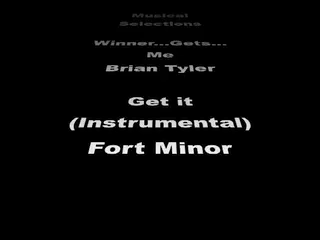 Musical
Selections
Winner...Gets...
Me
Brian Tyler
Get it
(Instrumental)
Fort Minor